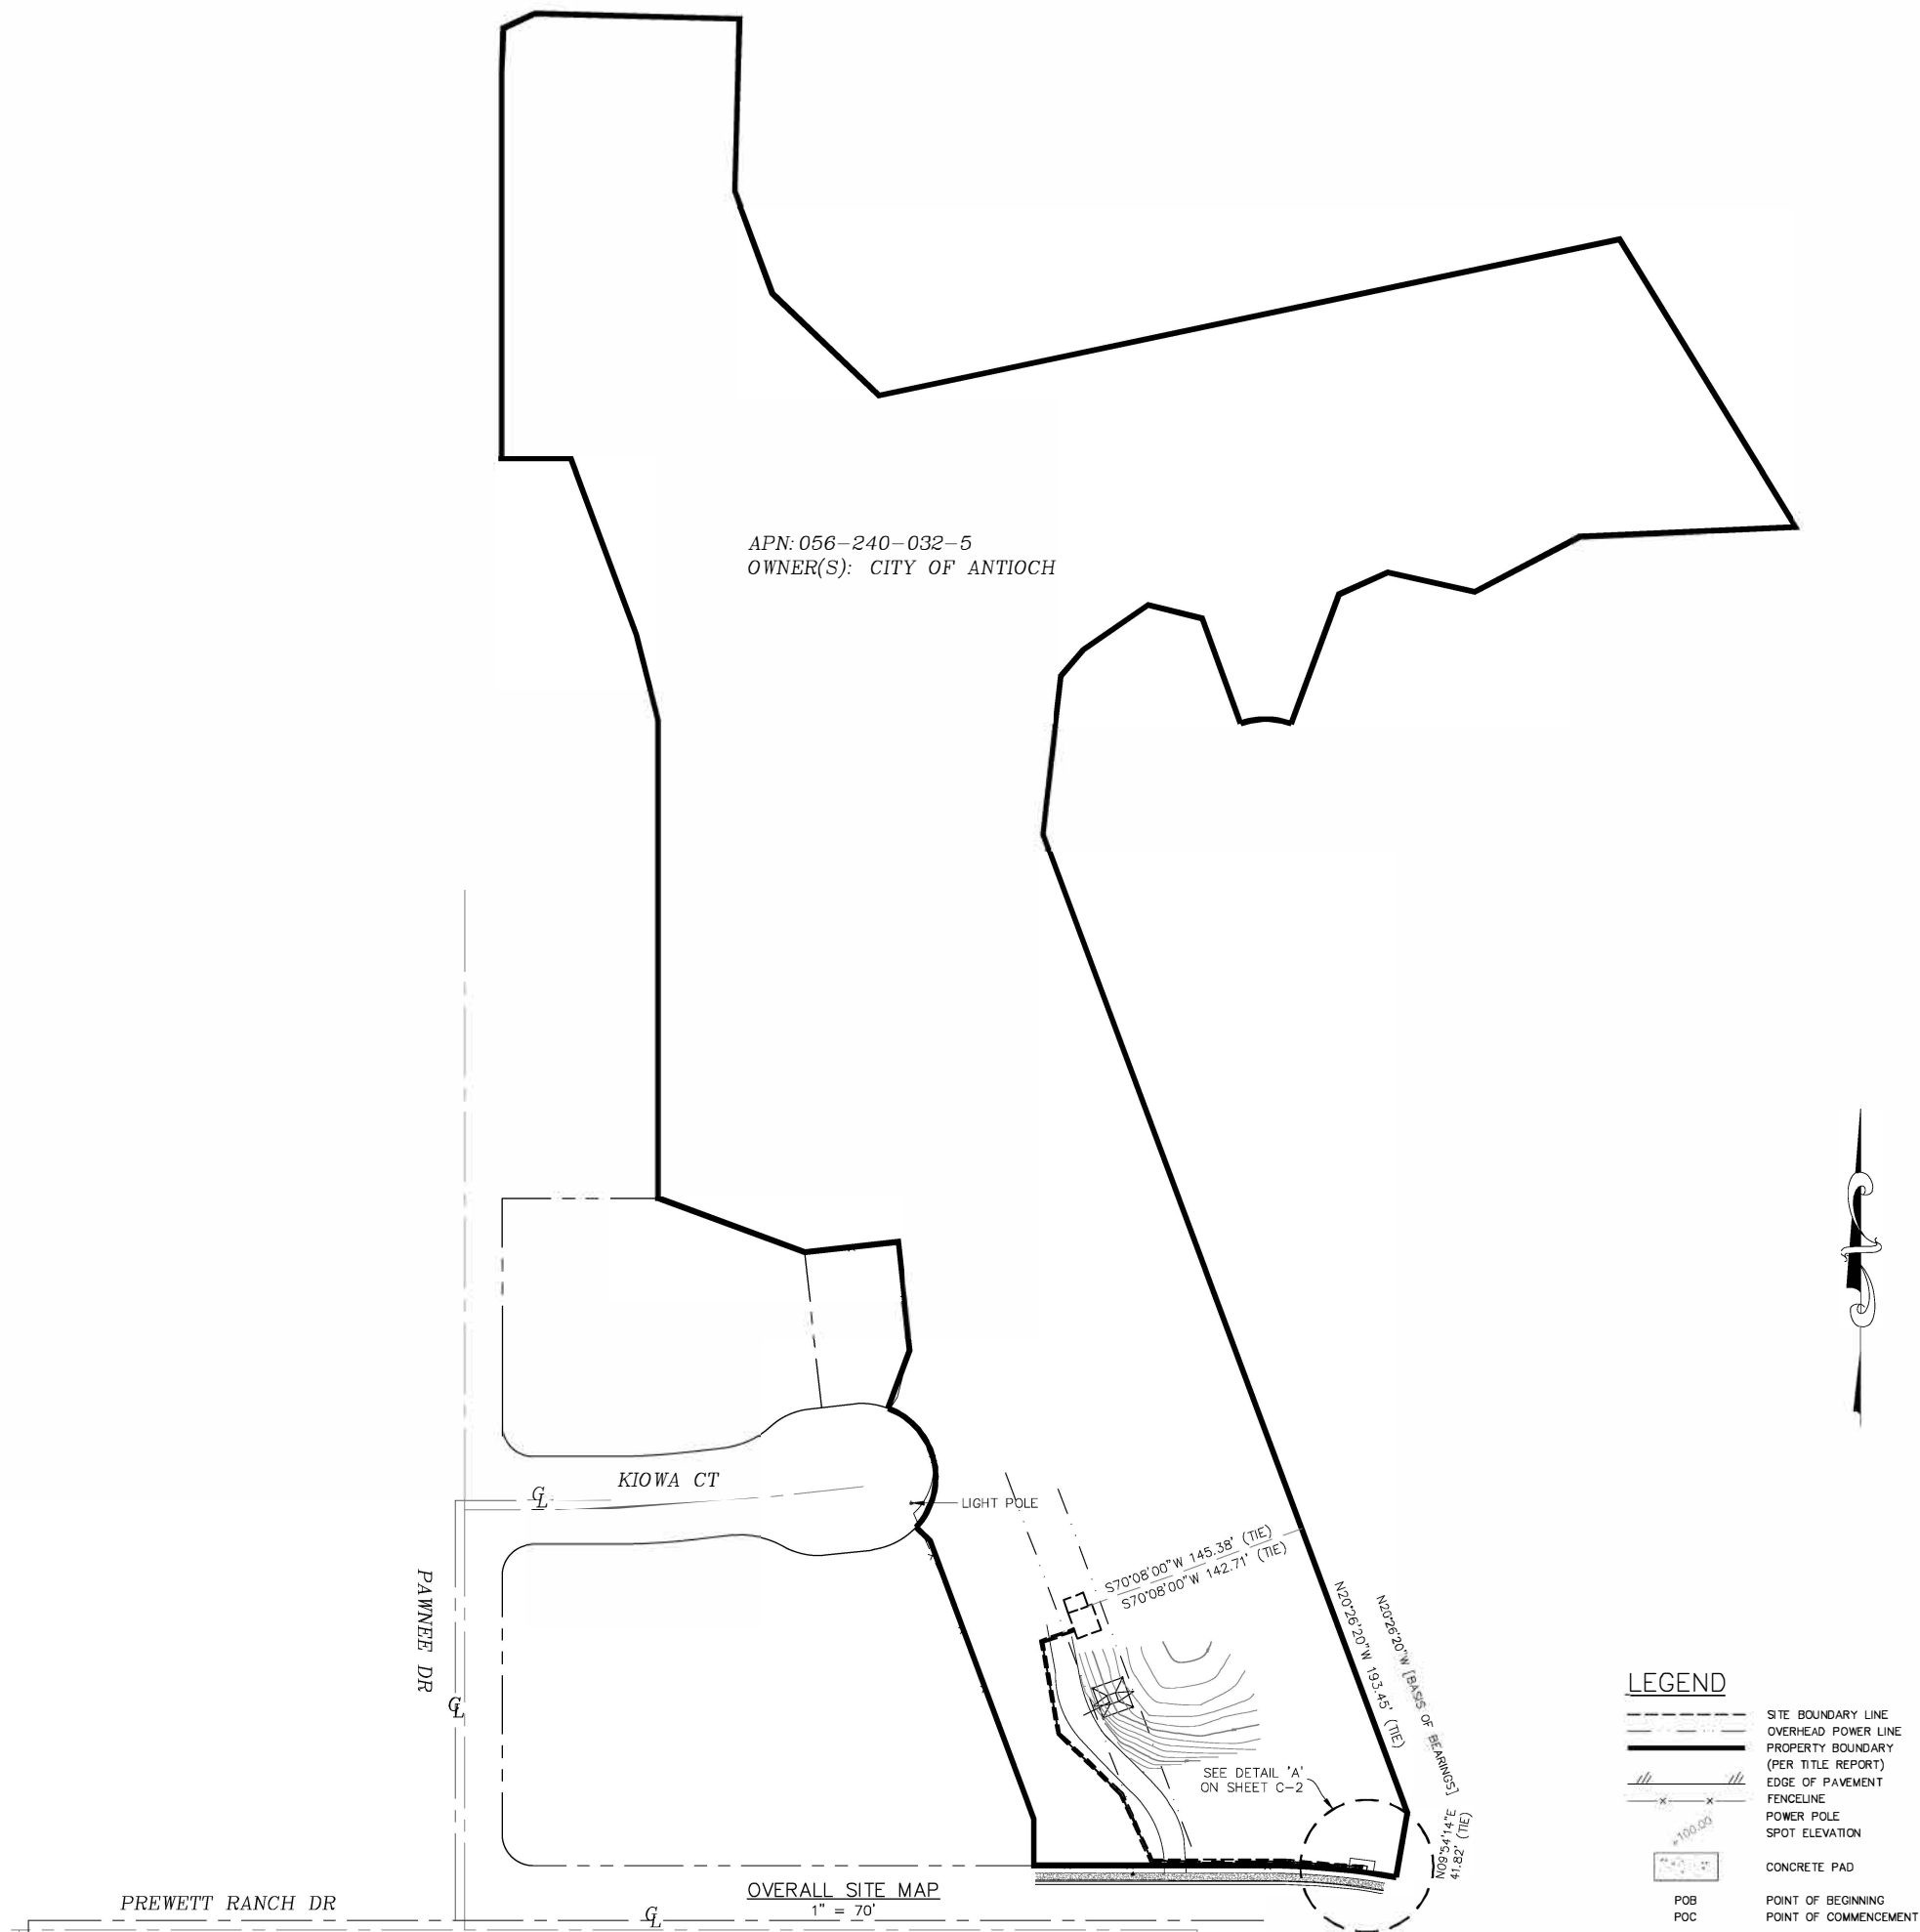 APN: 056-240-032-5
OWNER(S): CITY OF ANTIOCH
KIOWA CT
CL
LIGHT POLE
S70°08'00"W 145.38' (TIE)
S70°08'00"W 142.71' (TIE)
PAWNEE DR
CL
N20°26'20"W 193.45' (TIE)
N20°26'20"W [BASIS OF BEARINGS]
SEE DETAIL 'A'
ON SHEET C-2
N09°54'14"E
41.82' (TIE)
LEGEND
SITE BOUNDARY LINE
OVERHEAD POWER LINE
PROPERTY BOUNDARY
(PER TITLE REPORT)
EDGE OF PAVEMENT
FENCELINE
POWER POLE
100.00 SPOT ELEVATION
CONCRETE PAD
POB POINT OF BEGINNING
POC POINT OF COMMENCEMENT
OVERALL SITE MAP
1" = 70'
PREWETT RANCH DR
CL